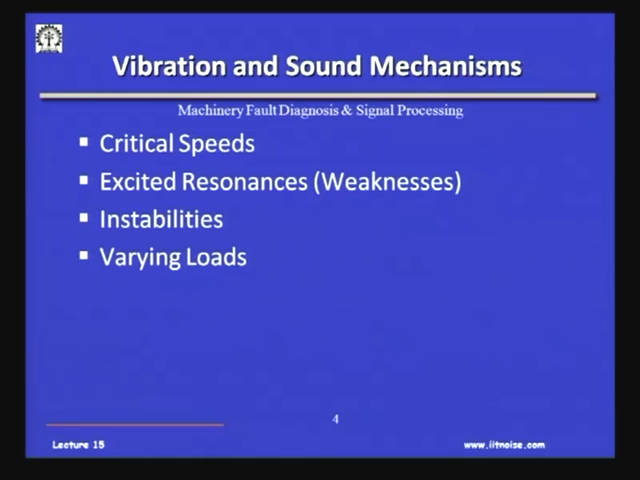 Vibration and Sound Mechanisms
Machinery Fault Diagnosis & Signal Processing
▪ Critical Speeds
▪ Excited Resonances (Weaknesses)
▪ Instabilities
▪ Varying Loads
4
Lecture 15
www.iitnoise.com